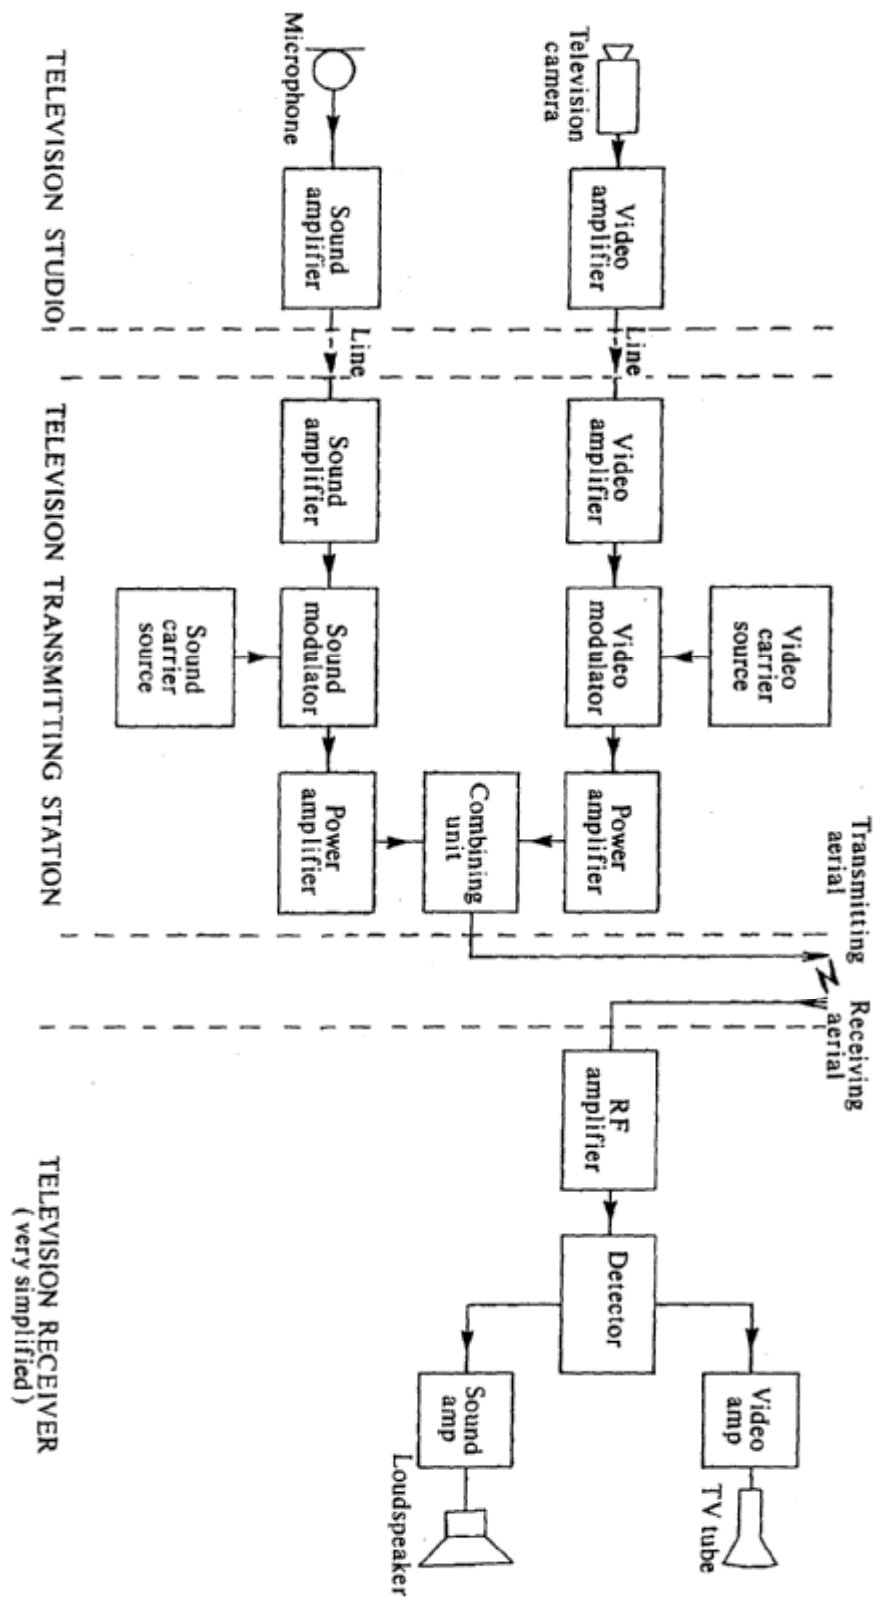 Television
camera
Video
amplifier
Line
Video
amplifier
Video
modulator
Video
carrier
source
Power
amplifier
Transmitting
aerial
Receiving
aerial
Microphone
Sound
amplifier
Line
Sound
amplifier
Sound
modulator
Sound
carrier
source
Power
amplifier
Combining
unit
RF
amplifier
Detector
Video
amp
TV tube
Sound
amp
Loudspeaker
TELEVISION STUDIO
TELEVISION TRANSMITTING STATION
TELEVISION RECEIVER
(very simplified)